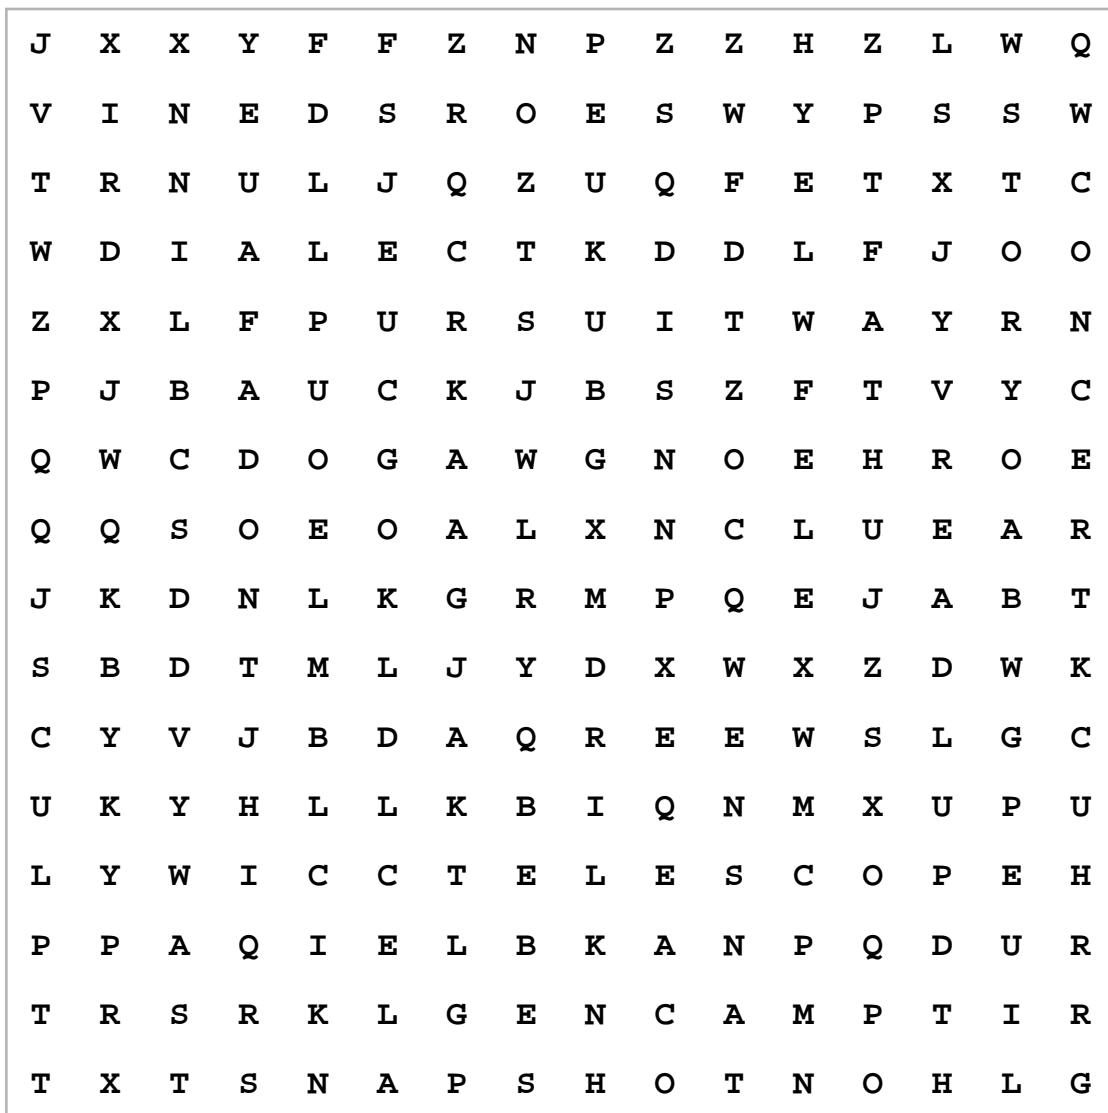 J X X Y F F Z N P Z Z H Z L W Q
V I N E D S R O E S W Y P S S W
T R N U L J Q Z U Q F E T X T C
W D I A L E C T K D D L F J O O
Z X L F P U R S U I T W A Y R N
P J B A U C K J B S Z F T V Y C
Q W C D O G A W G N O E H R O E
Q Q S O E O A L X N C L U E A R
J K D N L K G R M P Q E J A B T
S B D T M L J Y D X W X Z D W K
C Y V J B D A Q R E E W S L G C
U K Y H L L K B I Q N M X U P U
L Y W I C C T E L E S C O P E H
P P A Q I E L B K A N P Q D U R
T R S R K L G E N C A M P T I R
T X T S N A P S H O T N O H L G